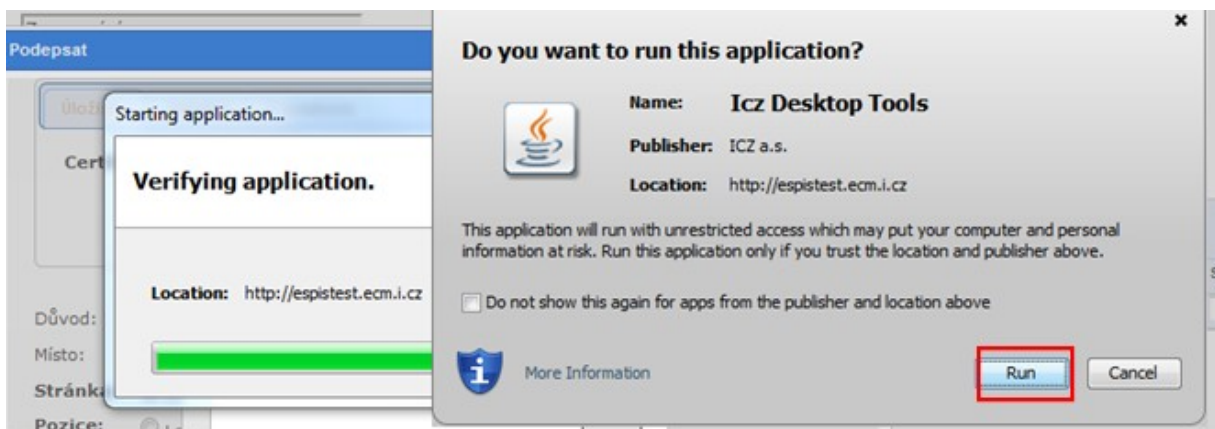 Podepsat
Cert
Důvod:
Místo:
Stránka
Pozice:
Starting application...
Verifying application.
Location: http://espistest.ecm.i.cz
Do you want to run this application?
Name: Icz Desktop Tools
Publisher: ICZ a.s.
Location: http://espistest.ecm.i.cz
This application will run with unrestricted access which may put your computer and personal
information at risk. Run this application only if you trust the location and publisher above.
Do not show this again for apps from the publisher and location above
More Information
Run
Cancel